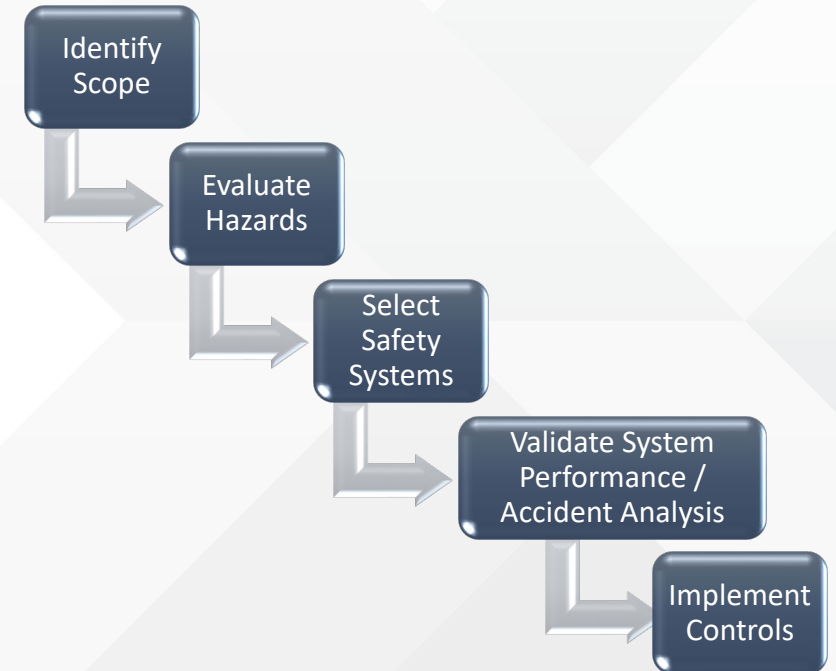 Identify
Scope
Evaluate
Hazards
Select
Safety
Systems
Validate System
Performance /
Accident Analysis
Implement
Controls